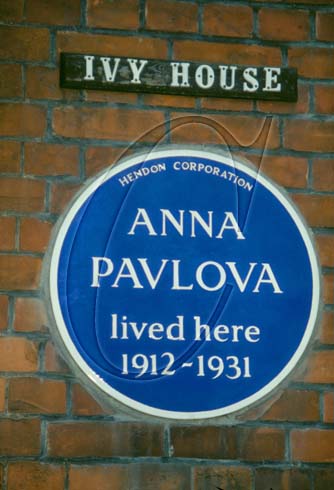 IVY HOUSE
HENDON CORPORATION
ANNA
PAVLOVA
lived here
1912-1931